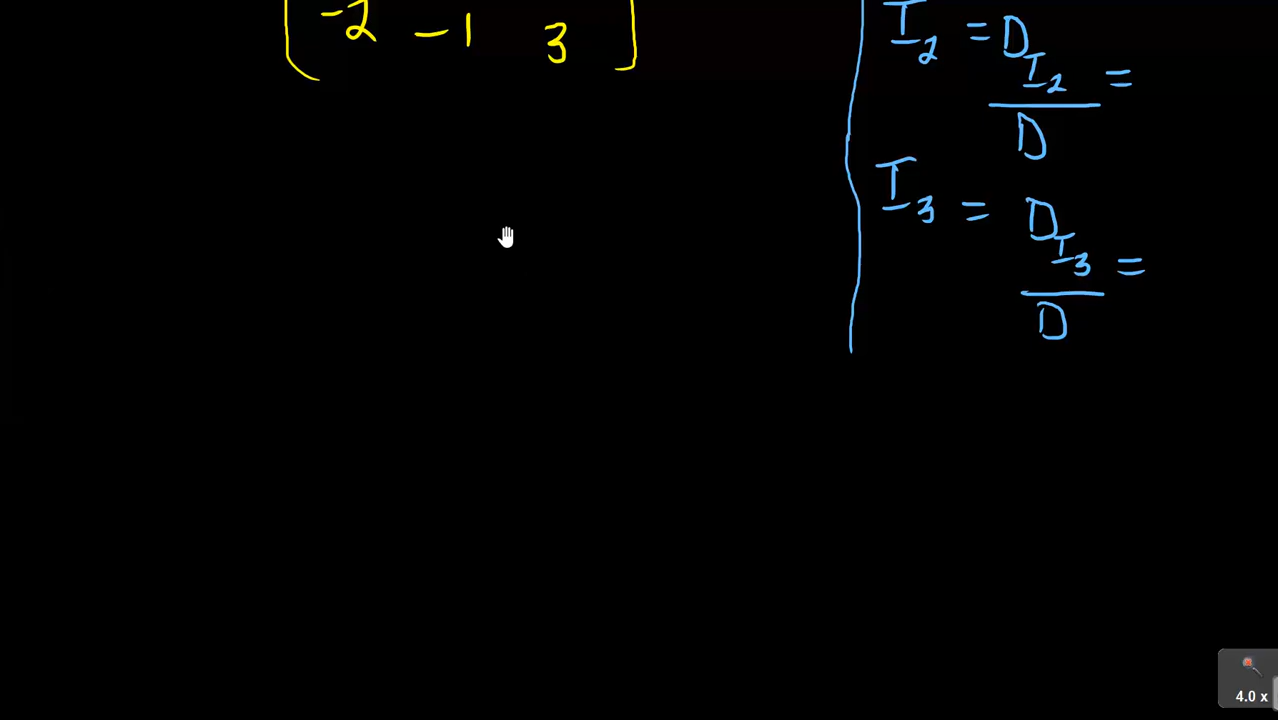 -2 -1 3
I2 = DI2 =
D
I3 = DI3 =
D
4.0 x